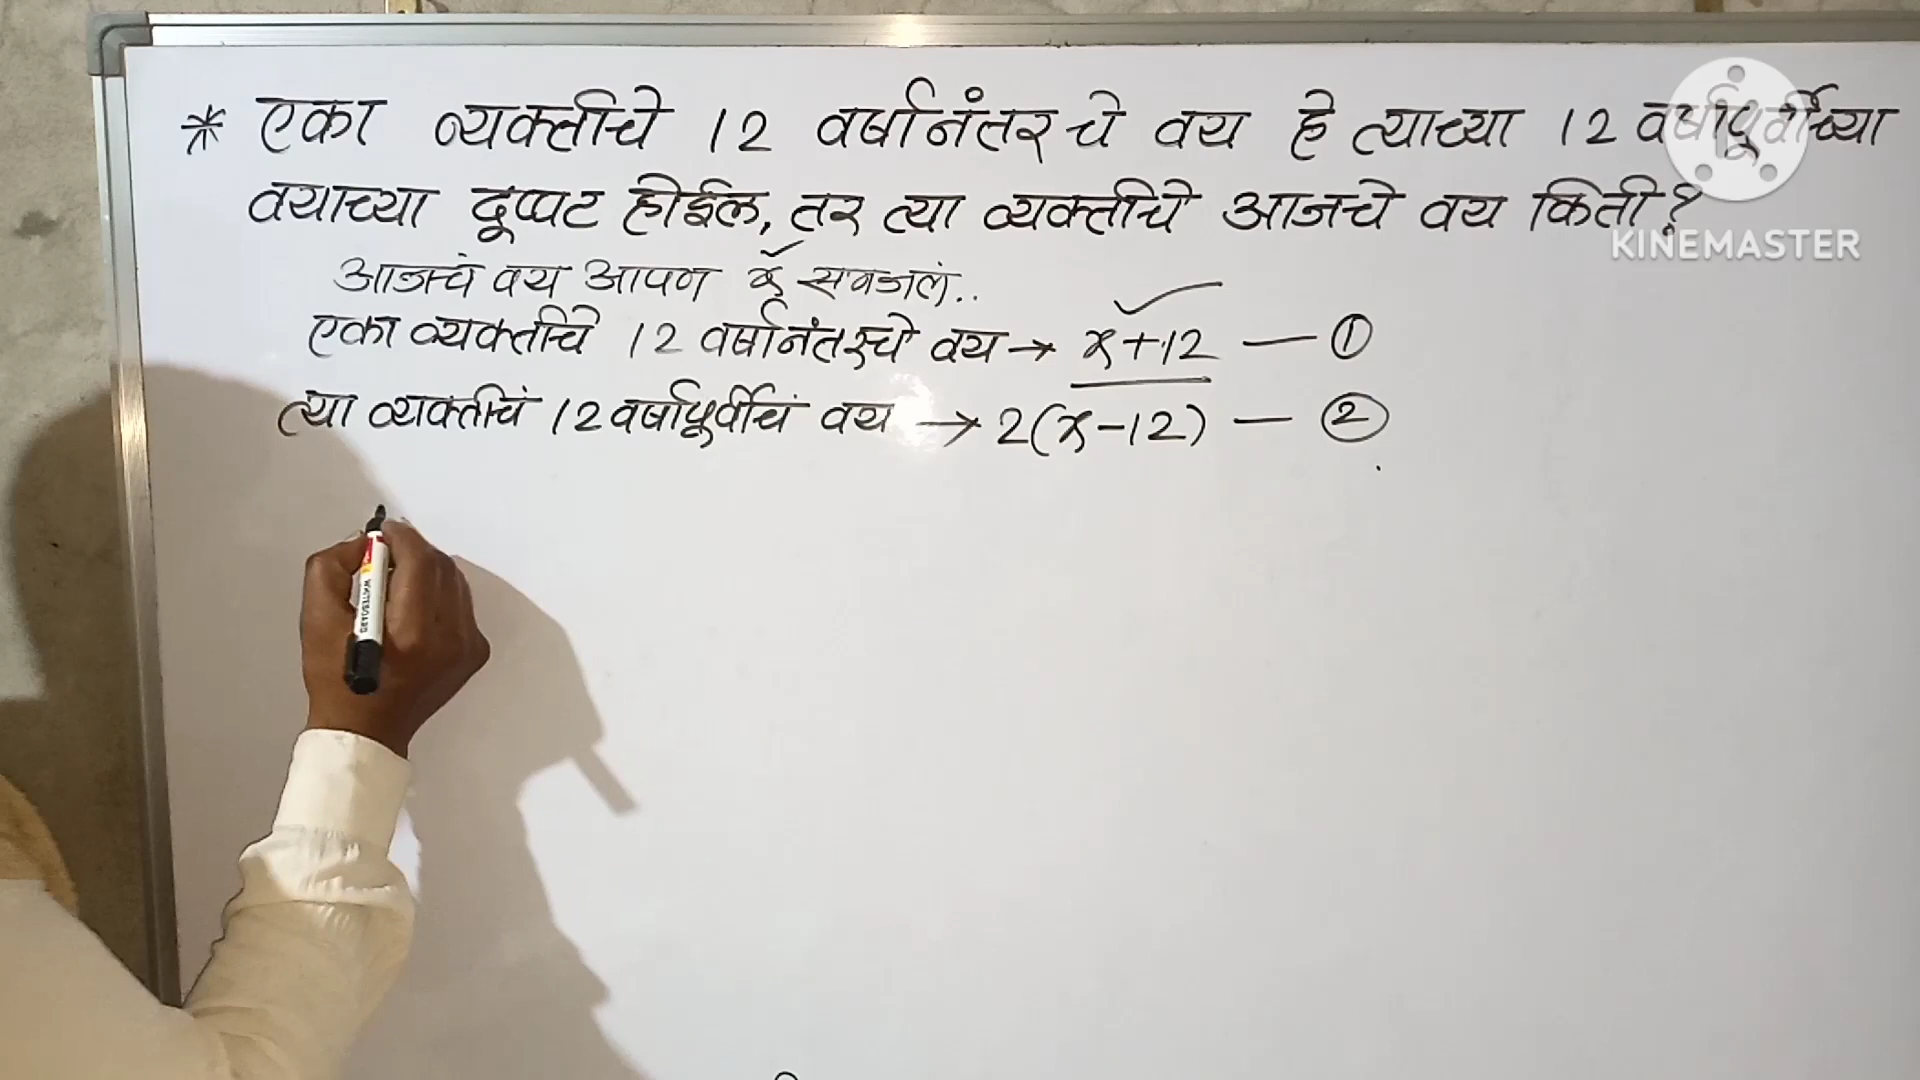 * एका व्यक्तीचे 12 वर्षानंतरचे वय हे त्याच्या 12 वर्षापूर्वीच्या
वयाच्या दूप्पट होईल, तर त्या व्यक्तीचे आजचे वय किती?
KINEMASTER
आजचं वय आपण x समजलं..
एका व्यक्तीचे 12 वर्षानंतरचे वय → x+12 — ①
त्या व्यक्तीचं 12 वर्षापूर्वीचं वय → 2(x-12) — ②